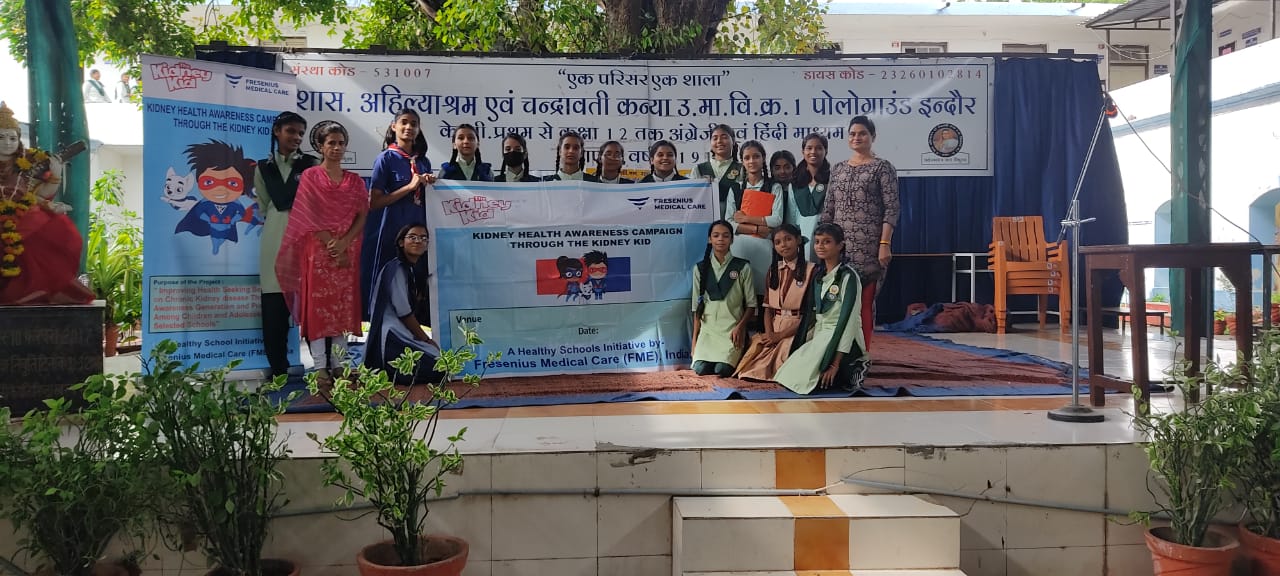 संस्था कोड - 531007
"एक परिसर एक शाला"
डायस कोड - 23260102814
शास. अहिल्याश्रम एवं चन्द्रावती कन्या उ.मा.वि.क्र. 1 पोलोग्राउंड इन्दौर
प्रथम से कक्षा 12 तक अंग्रेजी एवं हिंदी माध्यम
Kidney Kid
FRESENIUS
MEDICAL CARE
KIDNEY HEALTH AWARENESS CAMPAIGN
THROUGH THE KIDNEY KID
Purpose of the Project:
"Improving Health Seeking
on Chronic Kidney disease
Awareness Generation and
Among Children and
Selected Schools"
A Healthy School Initiative
Fresenius Medical Care (FME)
the Kidney Kid
FRESENIUS
MEDICAL CARE
KIDNEY HEALTH AWARENESS CAMPAIGN
THROUGH THE KIDNEY KID
Venue
Date:
A Healthy Schools Initiative by-
Fresenius Medical Care (FME), India